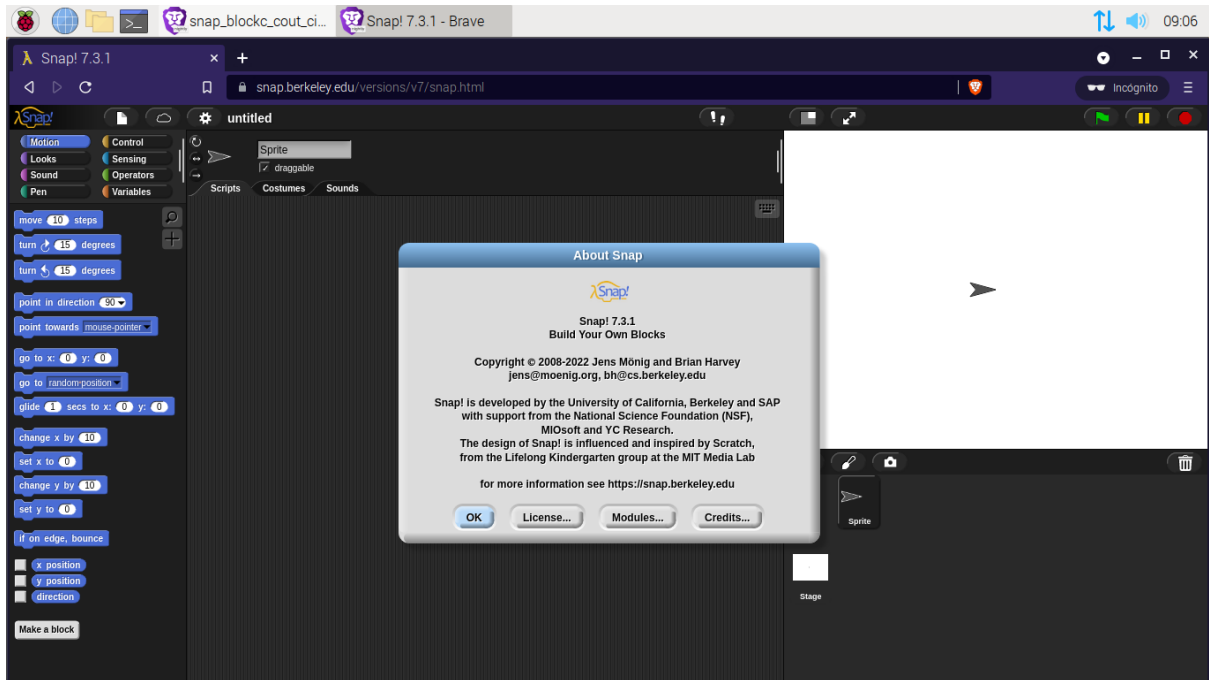 snap_blockc_cout_ci...
Snap! 7.3.1 - Brave
09:06
Snap! 7.3.1
snap.berkeley.edu/versions/v7/snap.html
Incógnito
Snap!
untitled
Motion
Control
Looks
Sensing
Sound
Operators
Pen
Variables
Sprite
draggable
Scripts
Costumes
Sounds
move 10 steps
turn 15 degrees
turn 15 degrees
point in direction 90
point towards mouse-pointer
go to x: 0 y: 0
go to random-position
glide 1 secs to x: 0 y: 0
change x by 10
set x to 0
change y by 10
set y to 0
if on edge, bounce
x position
y position
direction
Make a block
About Snap
λSnap!
Snap! 7.3.1
Build Your Own Blocks
Copyright © 2008-2022 Jens Mönig and Brian Harvey
jens@moenig.org, bh@cs.berkeley.edu
Snap! is developed by the University of California, Berkeley and SAP
with support from the National Science Foundation (NSF),
MIOsoft and YC Research.
The design of Snap! is influenced and inspired by Scratch,
from the Lifelong Kindergarten group at the MIT Media Lab
for more information see https://snap.berkeley.edu
OK
License...
Modules...
Credits...
Sprite
Stage